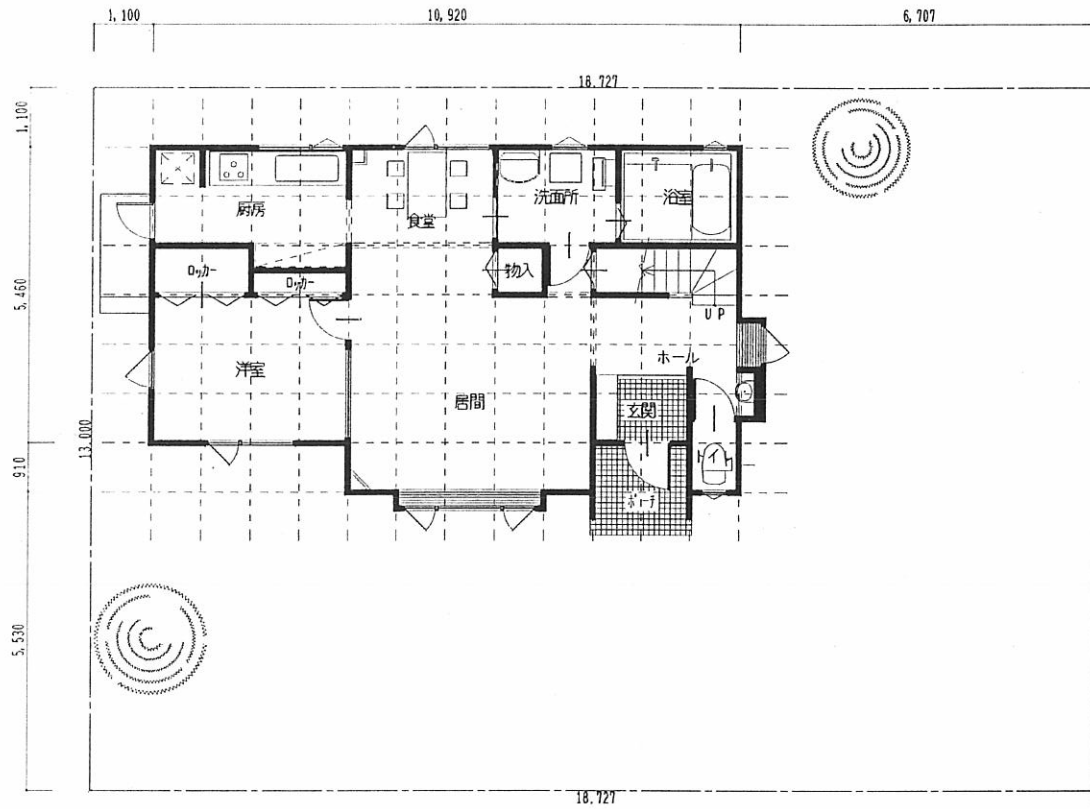 1,100
10,920
6,707
18,727
1,100
5,460
13,000
910
5,530
厨房
食堂
洗面所
浴室
ロッカー
ロッカー
物入
UP
洋室
居間
ホール
玄関
トイレ
ポーチ
18,727